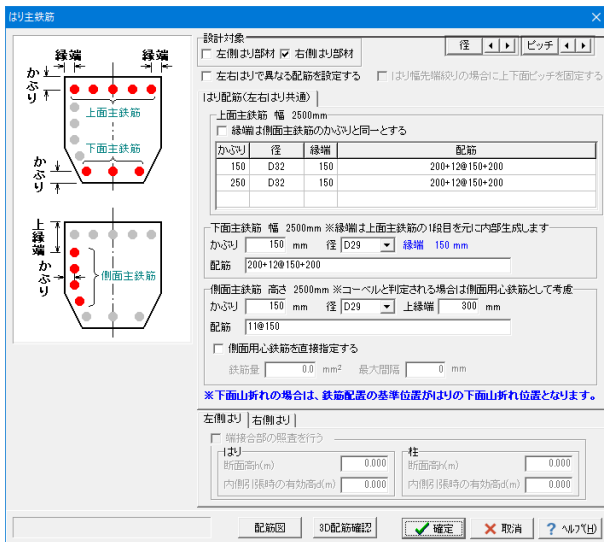 はり主鉄筋
設計対象
左側はり部材 右側はり部材
径 ピッチ
左右はりで異なる配筋を設定する はり幅先端絞りの場合に上下面ピッチを固定する
はり配筋(左右はり共通)
上面主鉄筋 幅 2500mm
縁端は側面主鉄筋のかぶりと同一とする
かぶり 径 縁端 配筋
150 D32 150 200+12@150+200
250 D32 150 200+12@150+200
下面主鉄筋 幅 2500mm ※縁端は上面主鉄筋の1段目を元に内部生成します
かぶり 150 mm 径 D29 縁端 150 mm
配筋 200+12@150+200
側面主鉄筋 高さ 2500mm ※コーベルと判定される場合は側面用心鉄筋として考慮
かぶり 150 mm 径 D29 上縁端 300 mm
配筋 11@150
側面用心鉄筋を直接指定する
鉄筋量 0.0 mm² 最大間隔 0 mm
※下面山折れの場合は、鉄筋配置の基準位置がはりの下面山折れ位置となります。
左側はり 右側はり
端接合部の照査を行う
はり 柱
断面高h(m) 0.000 断面高h(m) 0.000
内側引張時の有効高d(m) 0.000 内側引張時の有効高d(m) 0.000
縁端 縁端
かぶり
上面主鉄筋
下面主鉄筋
かぶり
上縁端
かぶり
側面主鉄筋
配筋図 3D配筋確認 確定 取消 ヘルプ(H)